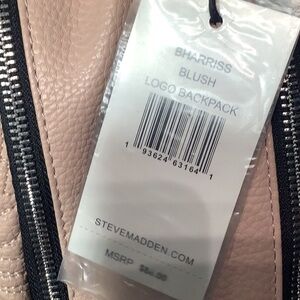 BHARRISS
BLUSH
LOGO BACKPACK
1 93624 63164 1
STEVEMADDEN.COM
MSRP